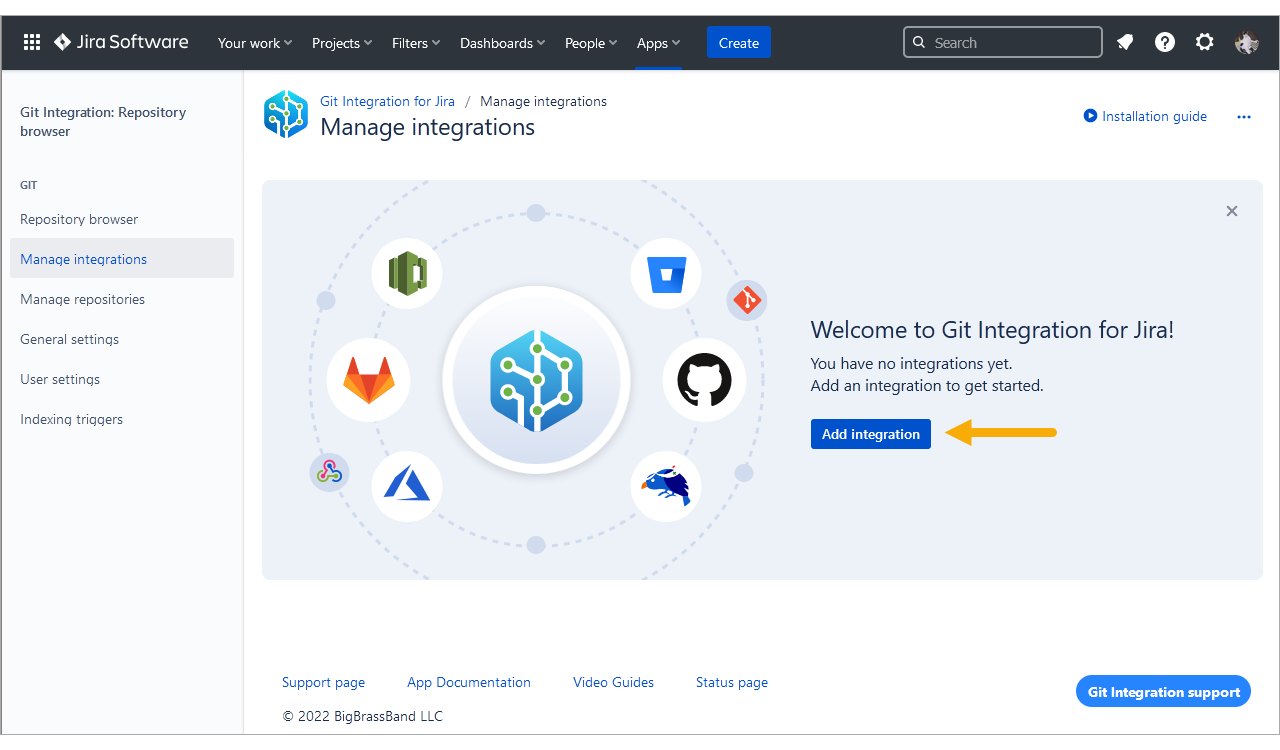 Jira Software Your work Projects Filters Dashboards People Apps Create Search
Git Integration: Repository
browser
GIT
Repository browser
Manage integrations
Manage repositories
General settings
User settings
Indexing triggers
Git Integration for Jira / Manage integrations
Manage integrations
Installation guide
Welcome to Git Integration for Jira!
You have no integrations yet.
Add an integration to get started.
Add integration
Support page App Documentation Video Guides Status page
© 2022 BigBrassBand LLC
Git Integration support